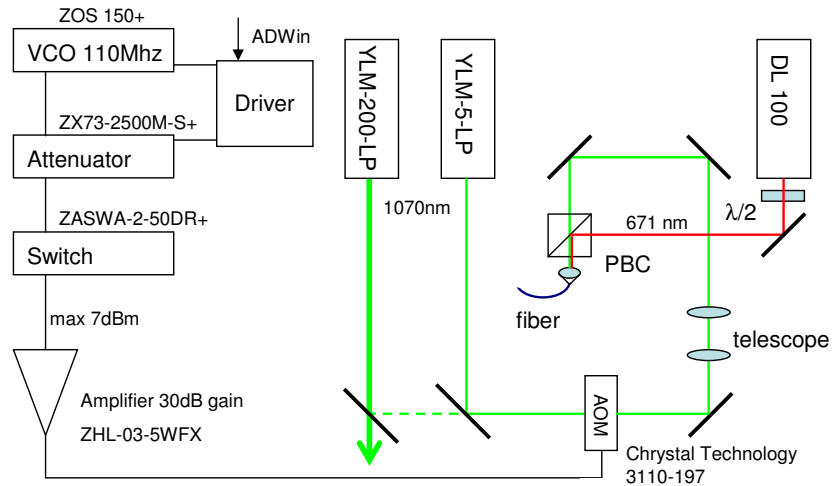 ZOS 150+
VCO 110Mhz
ADWin
Driver
ZX73-2500M-S+
Attenuator
ZASWA-2-50DR+
Switch
max 7dBm
Amplifier 30dB gain
ZHL-03-5WFX
YLM-200-LP
YLM-5-LP
DL 100
1070nm
λ/2
671 nm
PBC
fiber
telescope
AOM
Chrystal Technology
3110-197